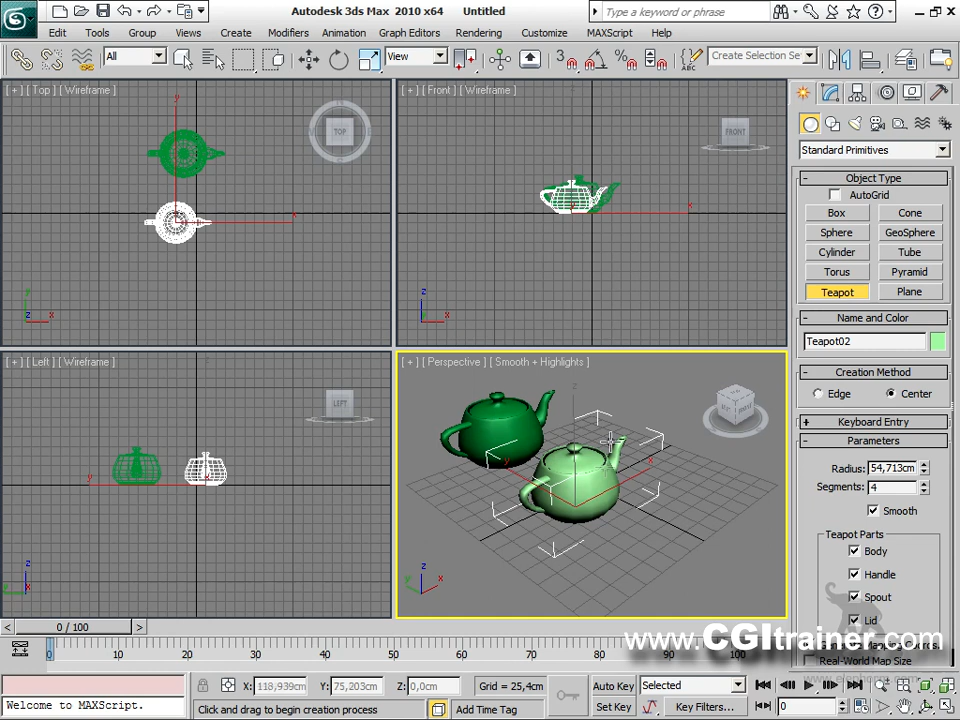 Autodesk 3ds Max 2010 x64 Untitled
Type a keyword or phrase
Edit Tools Group Views Create Modifiers Animation Graph Editors Rendering Customize MAXScript Help
All
View
3
ABC
Create Selection Se
[ + ] [ Top ] [ Wireframe ]
TOP
y
x
y
z x
[ + ] [ Front ] [ Wireframe ]
FRONT
x
z
x
[ + ] [ Left ] [ Wireframe ]
LEFT
y
z
y x
[ + ] [ Perspective ] [ Smooth + Highlights ]
z
y x
z
y x
Standard Primitives
- Object Type
AutoGrid
Box Cone
Sphere GeoSphere
Cylinder Tube
Torus Pyramid
Teapot Plane
- Name and Color
Teapot02
- Creation Method
Edge Center
+ Keyboard Entry
- Parameters
Radius: 54,713cm
Segments: 4
Smooth
Teapot Parts
Body
Handle
Spout
Lid
Generate Mapping Coords.
Real-World Map Size
www.CGItrainer.com
< 0 / 100 >
0 10 20 30 40 50 60 70 80 90 100
X: 118,939cm Y: 75,203cm Z: 0,0cm Grid = 25,4cm
Auto Key Selected
Welcome to MAXScript.
Click and drag to begin creation process
Add Time Tag
Set Key Key Filters... 0